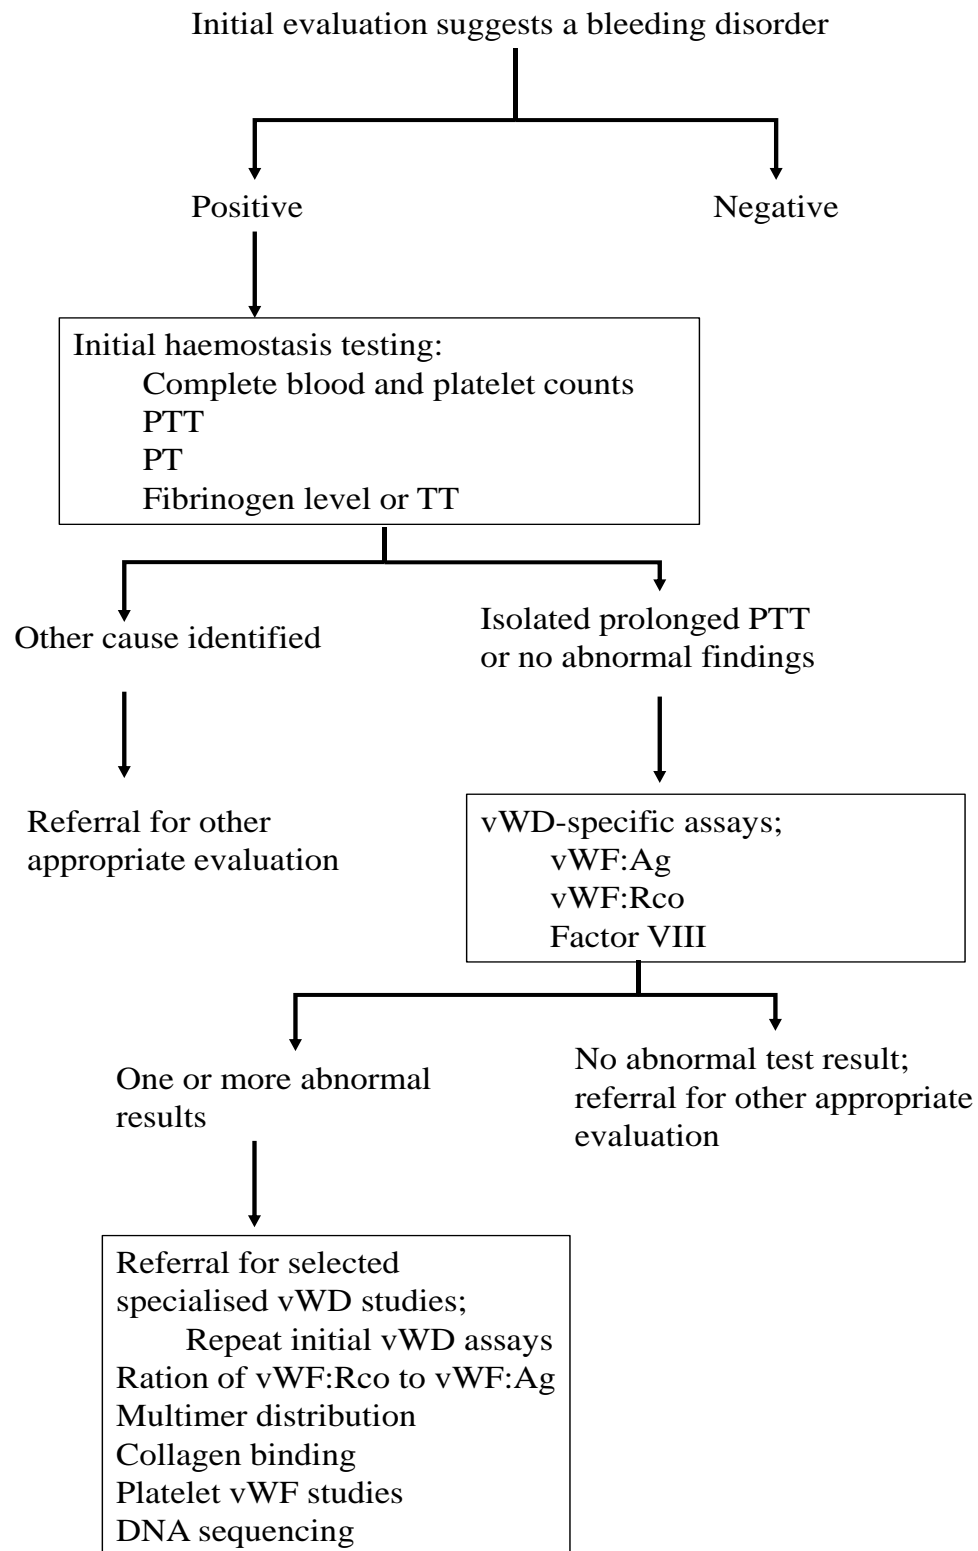 Initial evaluation suggests a bleeding disorder
Positive
Negative
Initial haemostasis testing:
Complete blood and platelet counts
PTT
PT
Fibrinogen level or TT
Other cause identified
Isolated prolonged PTT
or no abnormal findings
Referral for other
appropriate evaluation
vWD-specific assays;
vWF:Ag
vWF:Rco
Factor VIII
One or more abnormal
results
No abnormal test result;
referral for other appropriate
evaluation
Referral for selected
specialised vWD studies;
Repeat initial vWD assays
Ration of vWF:Rco to vWF:Ag
Multimer distribution
Collagen binding
Platelet vWF studies
DNA sequencing